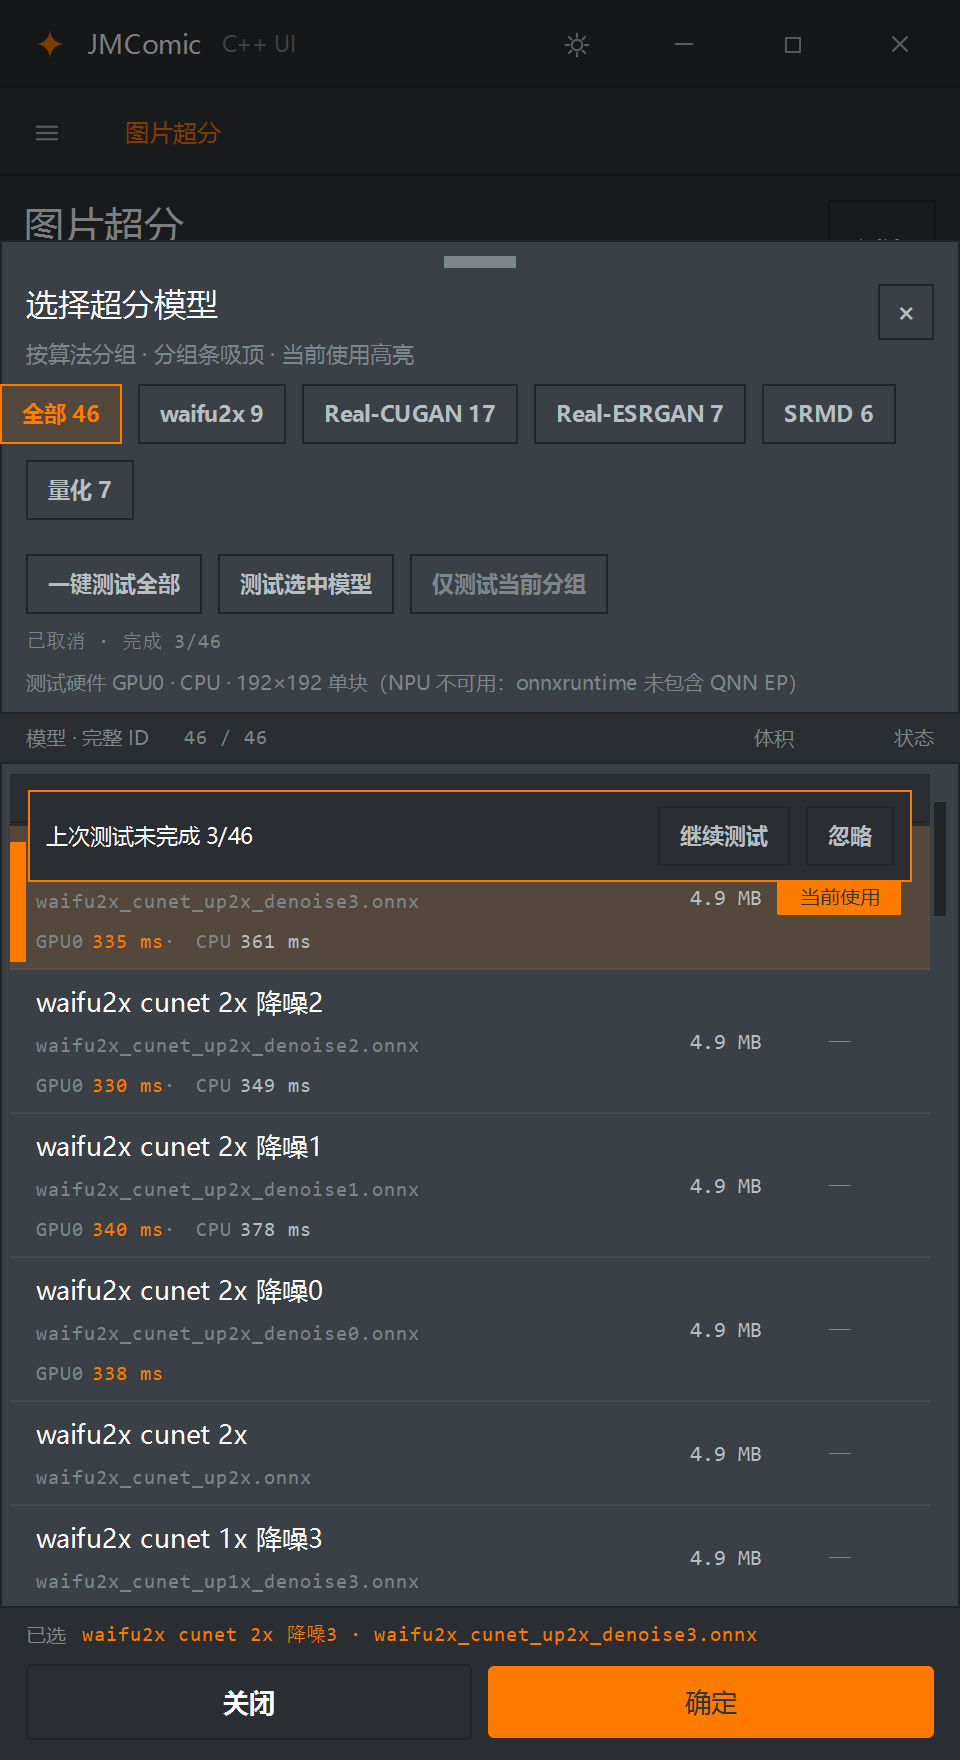 JMComic C++ UI
图片超分
图片超分
选择超分模型
×
按算法分组 · 分组条吸顶 · 当前使用高亮
全部 46
waifu2x 9
Real-CUGAN 17
Real-ESRGAN 7
SRMD 6
量化 7
一键测试全部
测试选中模型
仅测试当前分组
已取消 · 完成 3/46
测试硬件 GPU0 · CPU · 192×192 单块（NPU 不可用：onnxruntime 未包含 QNN EP）
模型 · 完整 ID 46 / 46 体积 状态
上次测试未完成 3/46 继续测试 忽略
waifu2x_cunet_up2x_denoise3.onnx 4.9 MB 当前使用
GPU0 335 ms · CPU 361 ms
waifu2x cunet 2x 降噪2
waifu2x_cunet_up2x_denoise2.onnx 4.9 MB —
GPU0 330 ms · CPU 349 ms
waifu2x cunet 2x 降噪1
waifu2x_cunet_up2x_denoise1.onnx 4.9 MB —
GPU0 340 ms · CPU 378 ms
waifu2x cunet 2x 降噪0
waifu2x_cunet_up2x_denoise0.onnx 4.9 MB —
GPU0 338 ms
waifu2x cunet 2x
waifu2x_cunet_up2x.onnx 4.9 MB —
waifu2x cunet 1x 降噪3
waifu2x_cunet_up1x_denoise3.onnx 4.9 MB —
已选 waifu2x cunet 2x 降噪3 · waifu2x_cunet_up2x_denoise3.onnx
关闭
确定